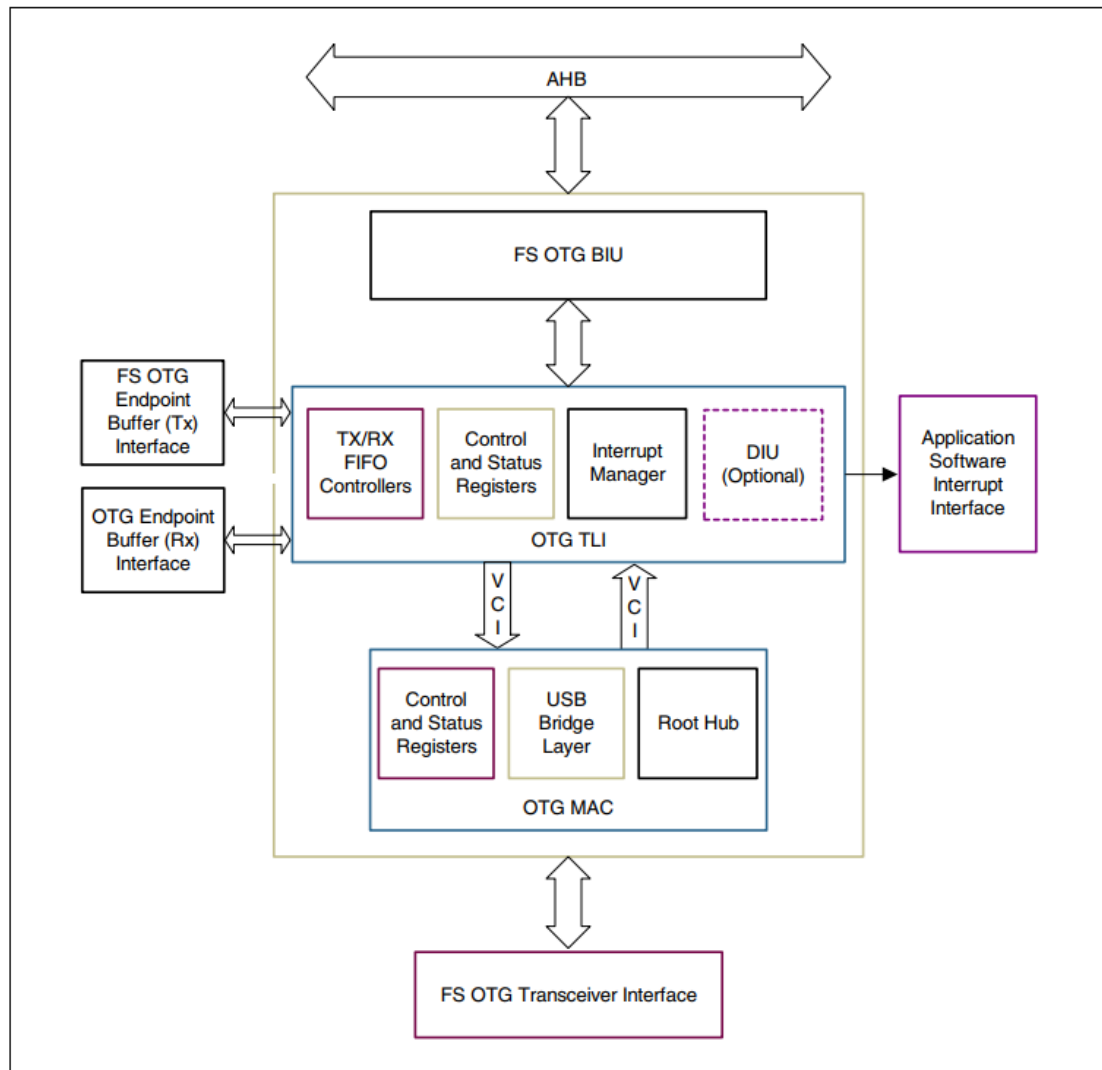 AHB
FS OTG BIU
FS OTG
Endpoint
Buffer (Tx)
Interface
OTG Endpoint
Buffer (Rx)
Interface
TX/RX
FIFO
Controllers
Control
and Status
Registers
Interrupt
Manager
DIU
(Optional)
OTG TLI
Application
Software
Interrupt
Interface
V
C
I
V
C
I
Control
and Status
Registers
USB
Bridge
Layer
Root Hub
OTG MAC
FS OTG Transceiver Interface